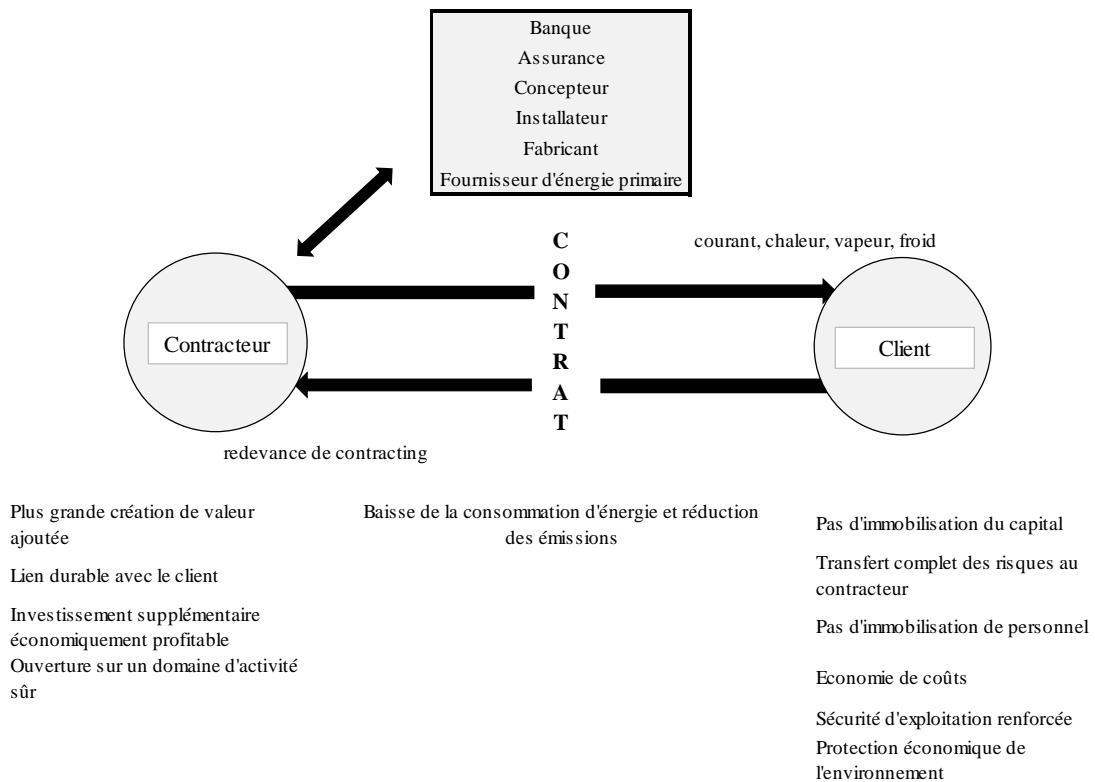 Banque
Assurance
Concepteur
Installateur
Fabricant
Fournisseur d'énergie primaire
C
O
N
T
R
A
T
courant, chaleur, vapeur, froid
Contracteur
Client
redevance de contracting
Plus grande création de valeur
ajoutée
Lien durable avec le client
Investissement supplémentaire
économiquement profitable
Ouverture sur un domaine d'activité
sûr
Baisse de la consommation d'énergie et réduction
des émissions
Pas d'immobilisation du capital
Transfert complet des risques au
contracteur
Pas d'immobilisation de personnel
Economie de coûts
Sécurité d'exploitation renforcée
Protection économique de
l'environnement